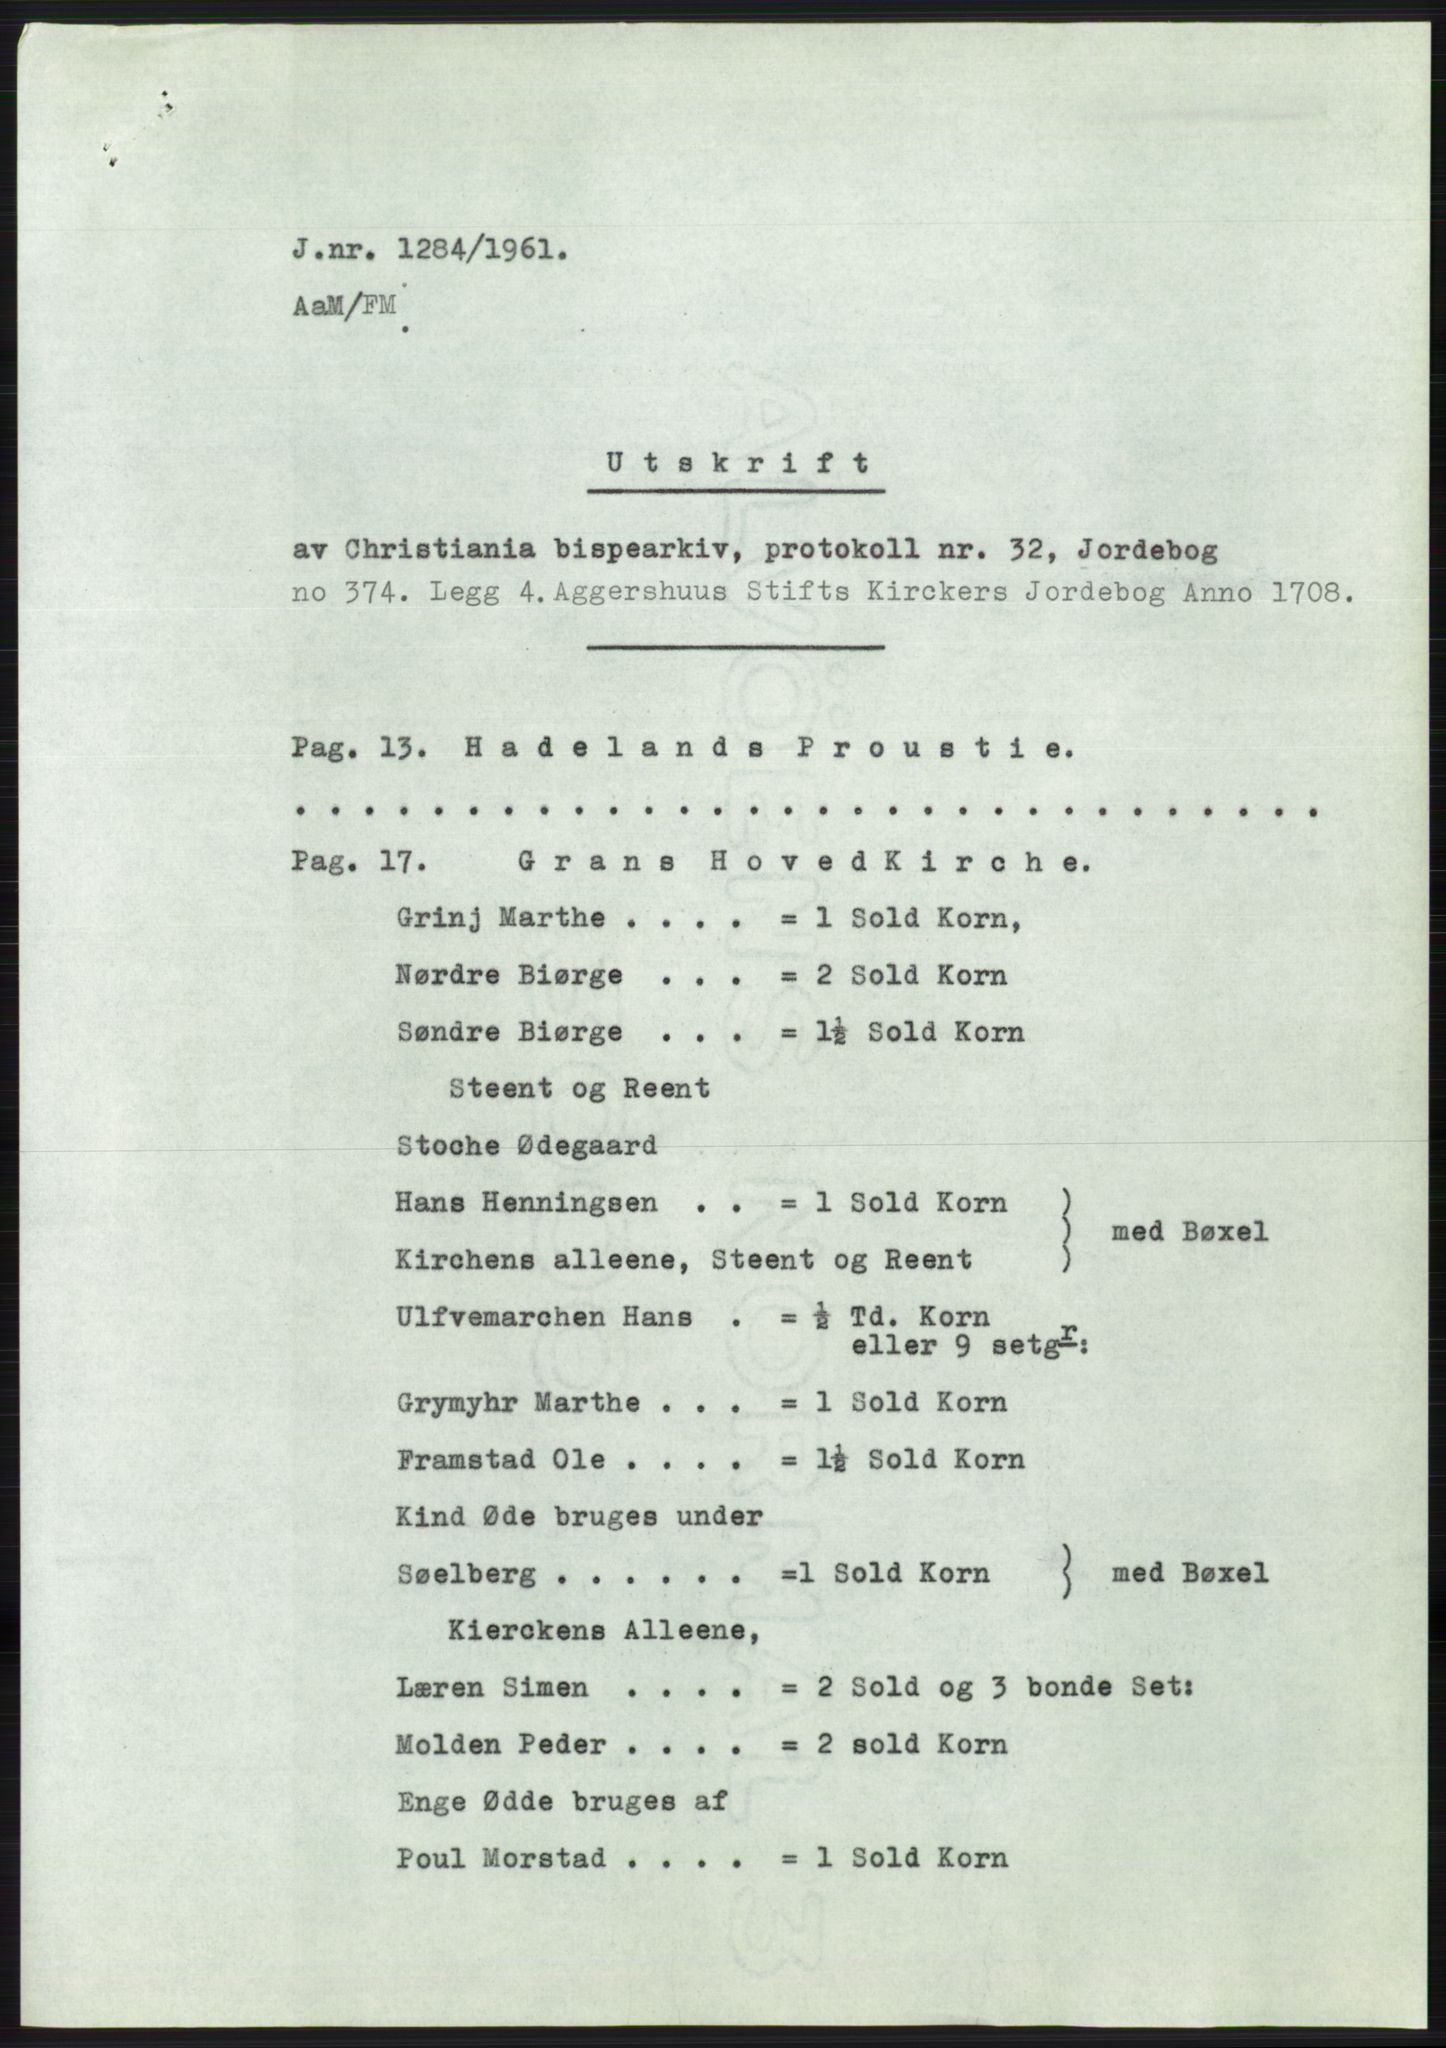 J.nr. 1284/1961.
AaM/FM
Utskrift
av Christiania bispearkiv, protokoll nr. 32, Jordebog
no 374. Legg 4. Aggershuus Stifts Kirckers Jordebog Anno 1708.
Pag. 13. Hadelands Proustie.
. . . . . . . . . . . . . . . . . . . . . . . . . . . . . .
Pag. 17. Grans HovedKirche.
Grinj Marthe . . . . = 1 Sold Korn,
Nørdre Biørge . . . = 2 Sold Korn
Søndre Biørge . . . = 1½ Sold Korn
Steent og Reent
Stoche Ødegaard
Hans Henningsen . . = 1 Sold Korn )
) med Bøxel
Kirchens alleene, Steent og Reent )
Ulfvemarchen Hans . = ½ Td. Korn
eller 9 setgr:
Grymyhr Marthe . . . = 1 Sold Korn
Framstad Ole . . . . = 1½ Sold Korn
Kind Øde bruges under
Søelberg . . . . . . =1 Sold Korn } med Bøxel
Kierckens Alleene,
Læren Simen . . . . = 2 Sold og 3 bonde Set:
Molden Peder . . . . = 2 sold Korn
Enge Ødde bruges af
Poul Morstad . . . . = 1 Sold Korn